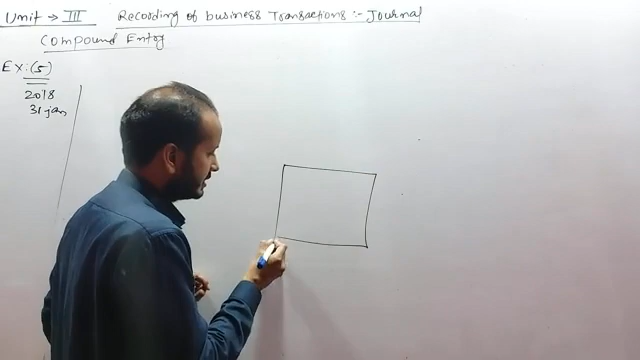 Unit → III Recording of business Transactions :- Journal
Compound Entry
Ex:(5)
2018
31 jan